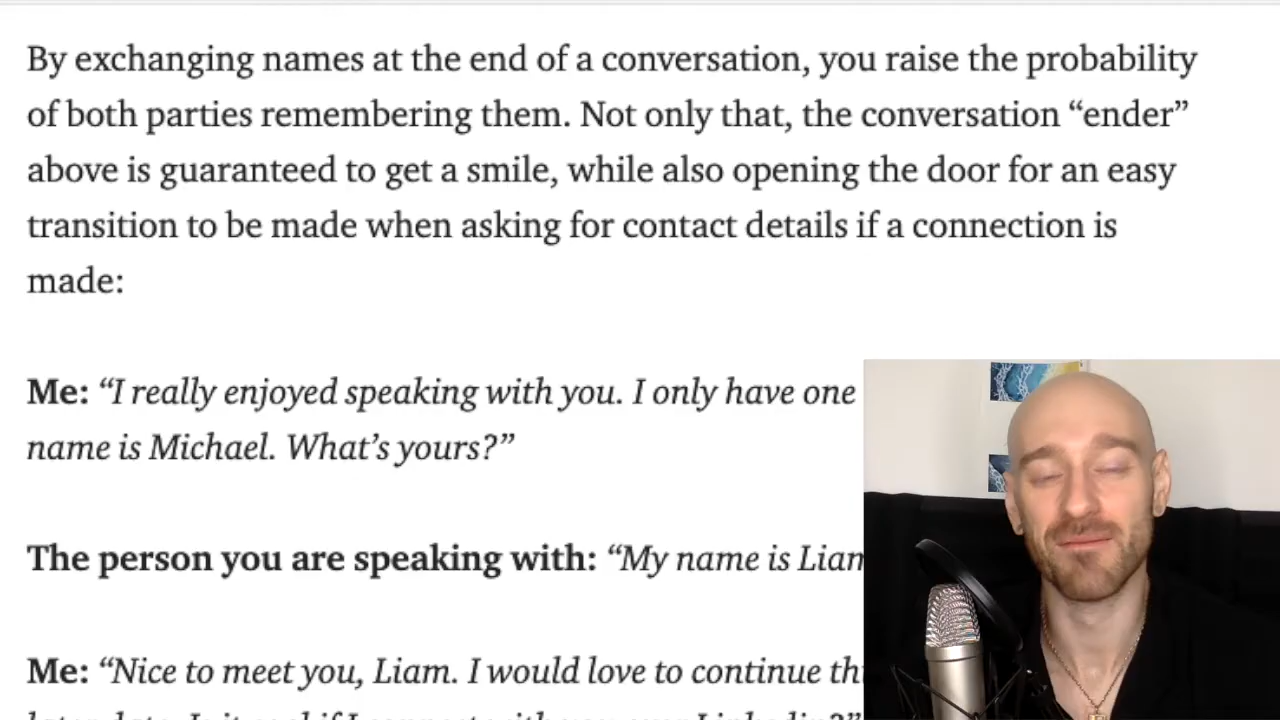 By exchanging names at the end of a conversation, you raise the probability
of both parties remembering them. Not only that, the conversation “ender”
above is guaranteed to get a smile, while also opening the door for an easy
transition to be made when asking for contact details if a connection is
made:
Me: “I really enjoyed speaking with you. I only have one
name is Michael. What’s yours?”
The person you are speaking with: “My name is Liam
Me: “Nice to meet you, Liam. I would love to continue